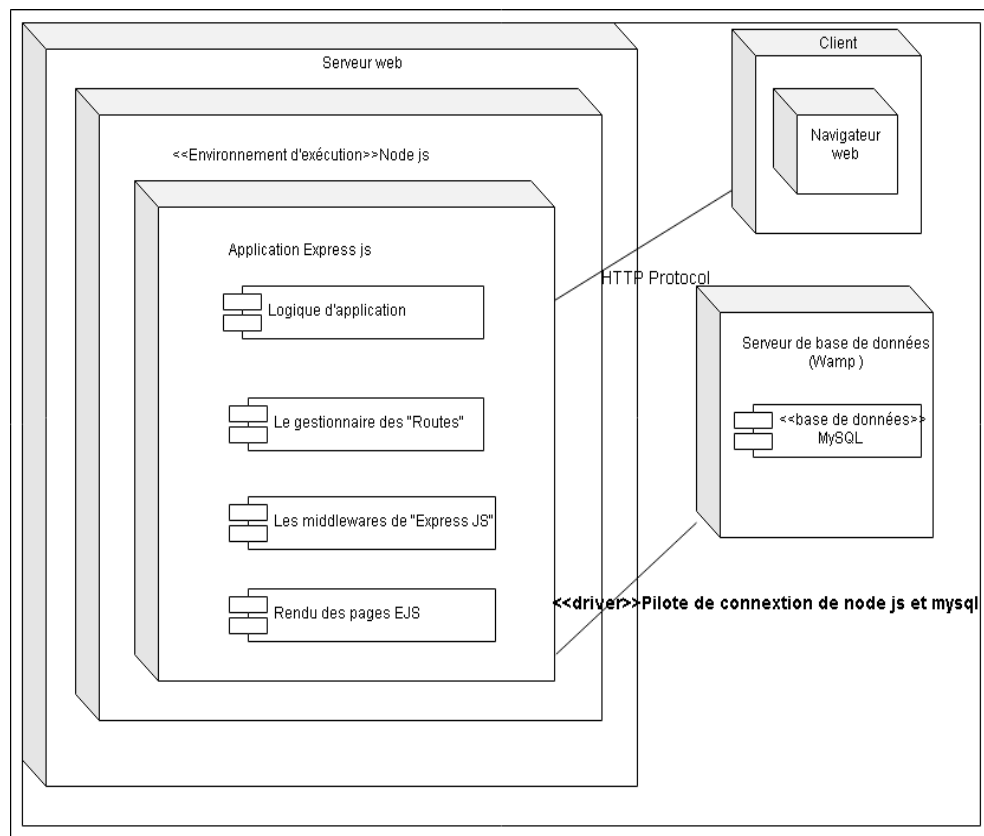 Serveur web
<<Environnement d'exécution>>Node js
Application Express js
Logique d'application
Le gestionnaire des "Routes"
Les middlewares de "Express JS"
Rendu des pages EJS
Client
Navigateur
web
HTTP Protocol
Serveur de base de données
(Wamp )
<<base de données>>
MySQL
<<driver>>Pilote de connextion de node js et mysql